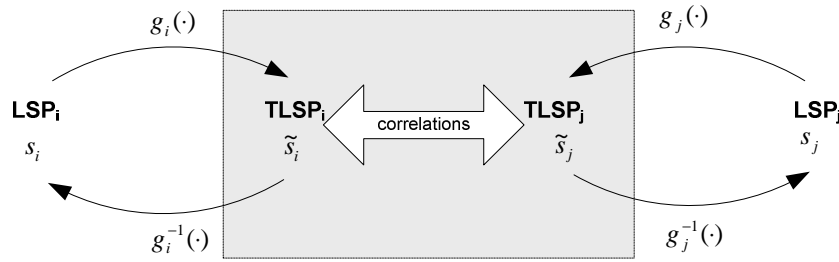 g_i(·) g_j(·)
LSP_i TLSP_i correlations TLSP_j LSP_j
s_i s̃_i s̃_j s_j
g_i^{-1}(·) g_j^{-1}(·)